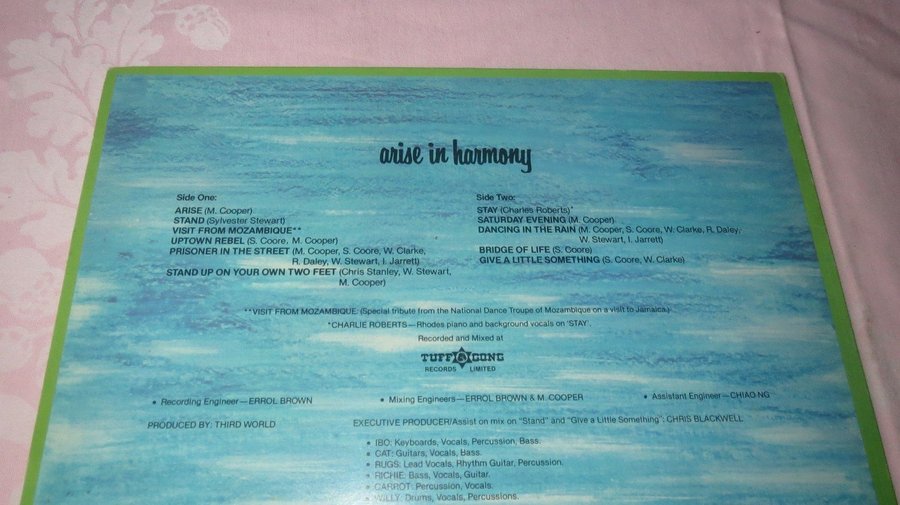 arise in harmony
Side One:
ARISE (M. Cooper)
STAND (Sylvester Stewart)
VISIT FROM MOZAMBIQUE**
UPTOWN REBEL (S. Coore, M. Cooper)
PRISONER IN THE STREET (M. Cooper, S. Coore, W. Clarke,
R. Daley, W. Stewart, I. Jarrett)
STAND UP ON YOUR OWN TWO FEET (Chris Stanley, W. Stewart,
M. Cooper)
Side Two:
STAY (Charles Roberts)*
SATURDAY EVENING (M. Cooper)
DANCING IN THE RAIN (M. Cooper, S. Coore, W. Clarke, R. Daley,
W. Stewart, I. Jarrett)
BRIDGE OF LIFE (S. Coore)
GIVE A LITTLE SOMETHING (S. Coore, W. Clarke)
**VISIT FROM MOZAMBIQUE: (Special tribute from the National Dance Troupe of Mozambique on a visit to Jamaica.)
*CHARLIE ROBERTS—Rhodes piano and background vocals on 'STAY'.
Recorded and Mixed at
TUFF GONG
RECORDS LIMITED
• Recording Engineer—ERROL BROWN • Mixing Engineers—ERROL BROWN & M. COOPER • Assistant Engineer—CHIAO NG
PRODUCED BY: THIRD WORLD EXECUTIVE PRODUCER/Assist on mix on "Stand" and "Give a Little Something": CHRIS BLACKWELL
• IBO: Keyboards, Vocals, Percussion, Bass.
• CAT: Guitars, Vocals, Bass.
• RUGS: Lead Vocals, Rhythm Guitar, Percussion.
• RICHIE: Bass, Vocals, Guitar.
• CARROT: Percussion, Vocals.
• WILLY: Drums, Vocals, Percussions.